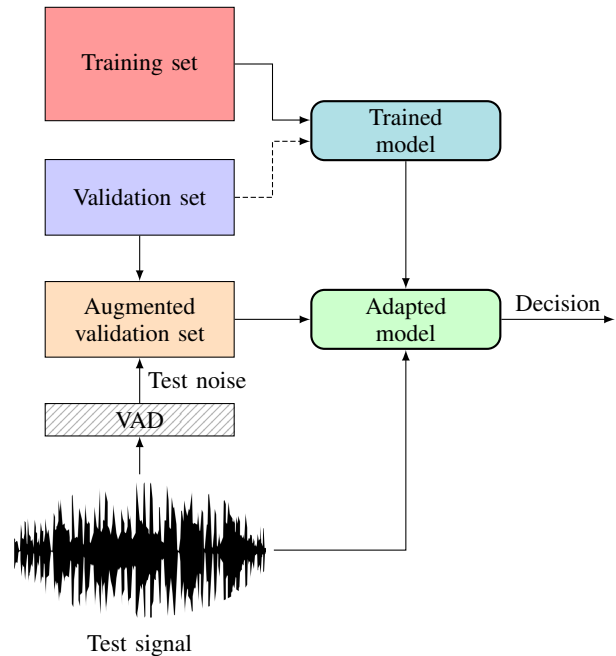 Training set
Trained
model
Validation set
Augmented
validation set
Adapted
model
Decision
Test noise
VAD
Test signal